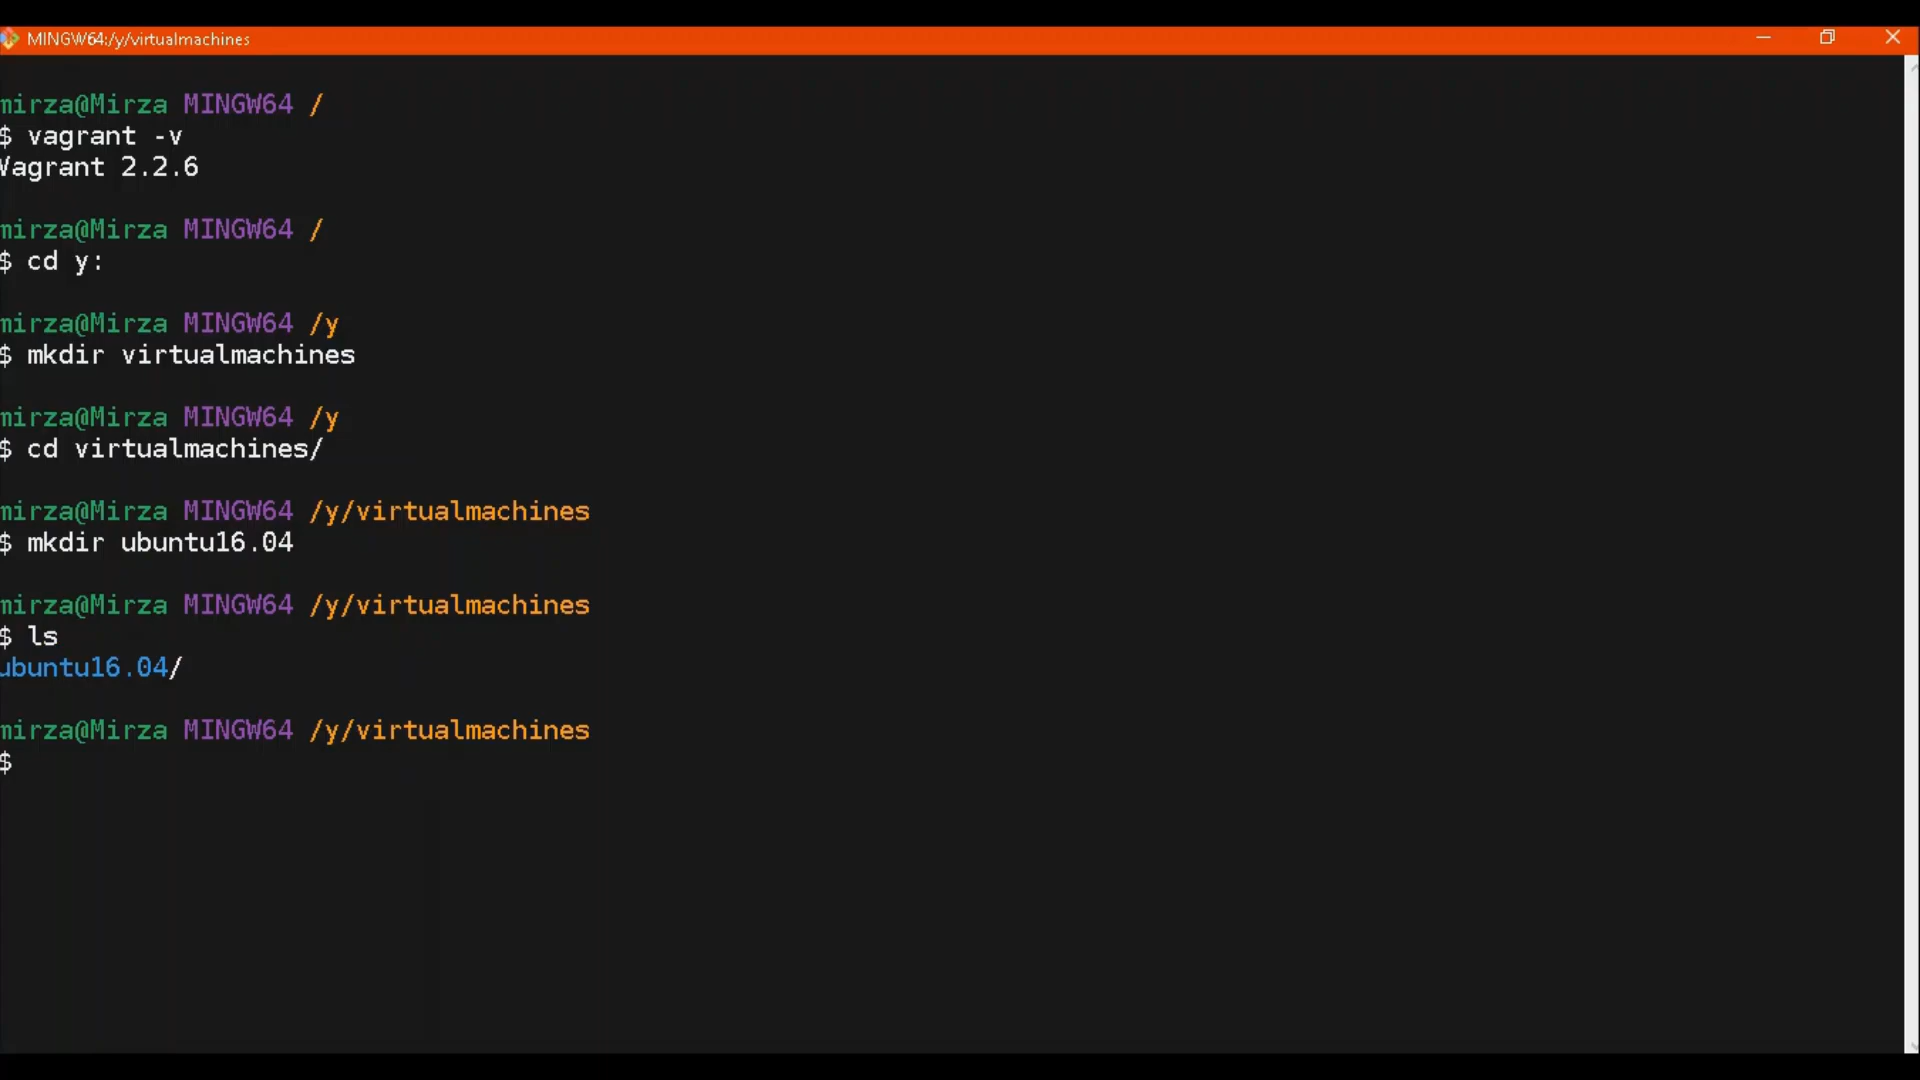 MINGW64:/y/virtualmachines
mirza@Mirza MINGW64 /
$ vagrant -v
Vagrant 2.2.6
mirza@Mirza MINGW64 /
$ cd y:
mirza@Mirza MINGW64 /y
$ mkdir virtualmachines
mirza@Mirza MINGW64 /y
$ cd virtualmachines/
mirza@Mirza MINGW64 /y/virtualmachines
$ mkdir ubuntu16.04
mirza@Mirza MINGW64 /y/virtualmachines
$ ls
ubuntu16.04/
mirza@Mirza MINGW64 /y/virtualmachines
$